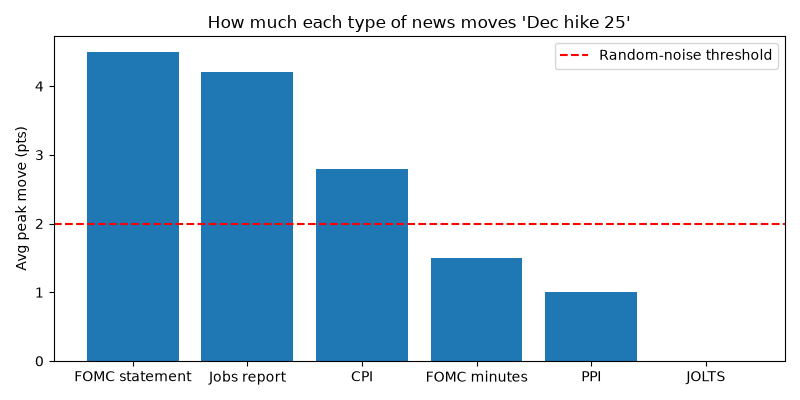 How much each type of news moves 'Dec hike 25'
Random-noise threshold
Avg peak move (pts)
4
3
2
1
0
FOMC statement
Jobs report
CPI
FOMC minutes
PPI
JOLTS